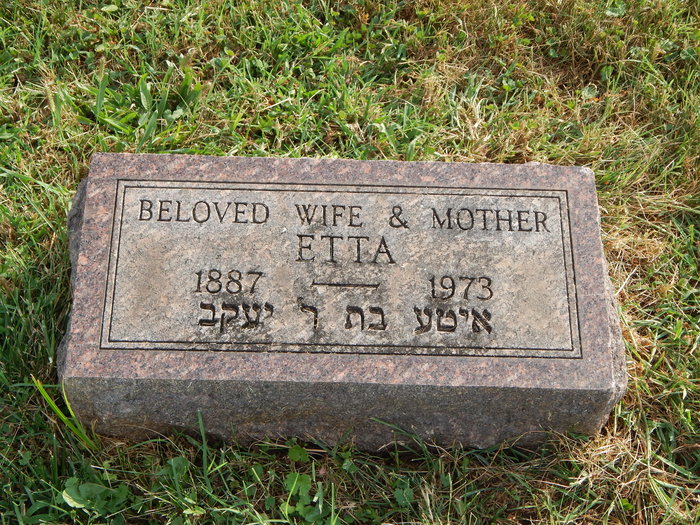 BELOVED WIFE & MOTHER
ETTA
1887 — 1973
איטע בת ר' יעקב